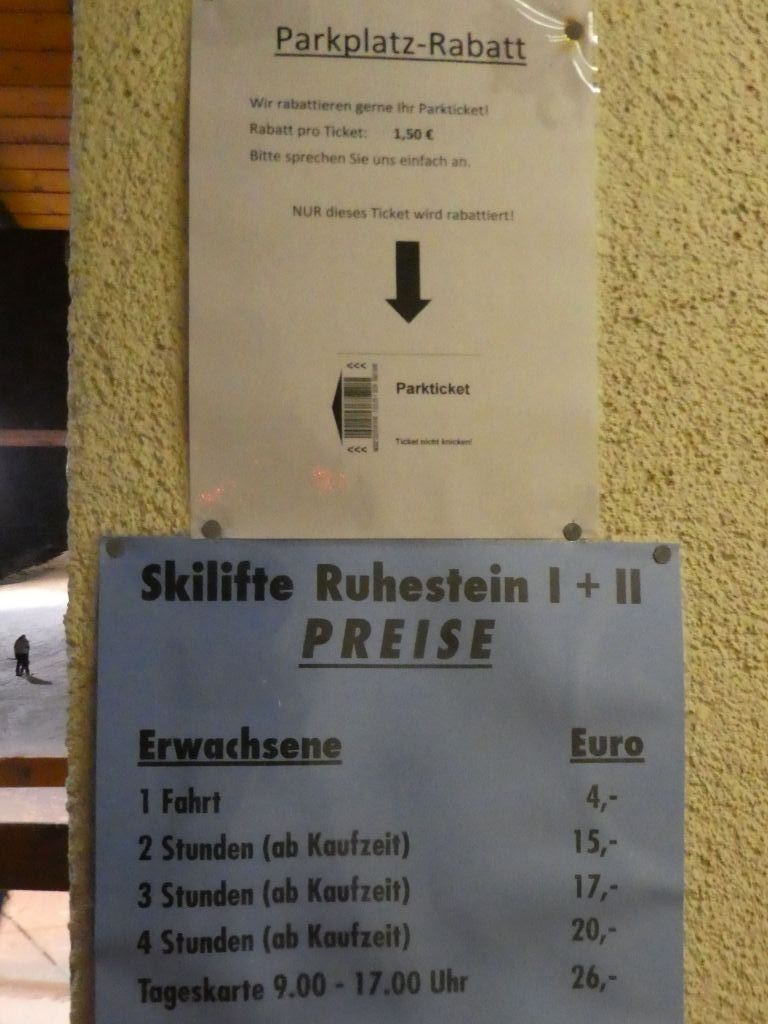 Parkplatz-Rabatt
Wir rabattieren gerne Ihr Parkticket!
Rabatt pro Ticket: 1,50 €
Bitte sprechen Sie uns einfach an.
NUR dieses Ticket wird rabattiert!
<<<
Parkticket
Ticket nicht knicken!
<<<
Skilifte Ruhestein I + II
PREISE
Erwachsene Euro
1 Fahrt 4,-
2 Stunden (ab Kaufzeit) 15,-
3 Stunden (ab Kaufzeit) 17,-
4 Stunden (ab Kaufzeit) 20,-
Tageskarte 9.00 - 17.00 Uhr 26,-